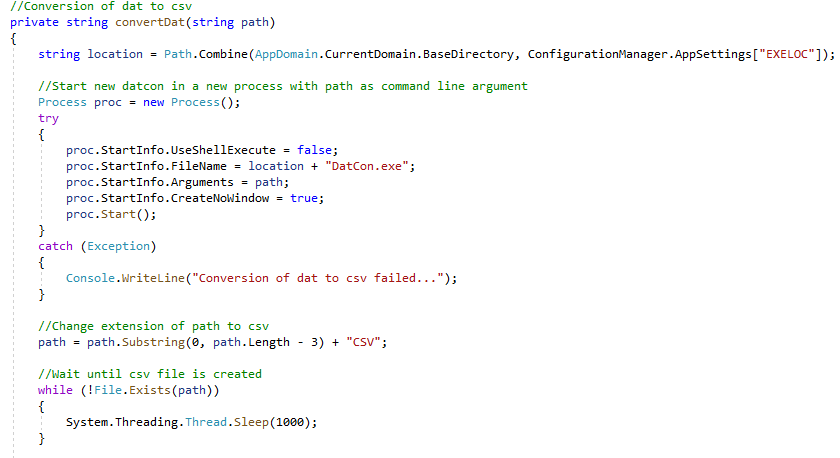 //Conversion of dat to csv
private string convertDat(string path)
{
    string location = Path.Combine(AppDomain.CurrentDomain.BaseDirectory, ConfigurationManager.AppSettings["EXELOC"]);

    //Start new datcon in a new process with path as command line argument
    Process proc = new Process();
    try
    {
        proc.StartInfo.UseShellExecute = false;
        proc.StartInfo.FileName = location + "DatCon.exe";
        proc.StartInfo.Arguments = path;
        proc.StartInfo.CreateNoWindow = true;
        proc.Start();
    }
    catch (Exception)
    {
        Console.WriteLine("Conversion of dat to csv failed...");
    }

    //Change extension of path to csv
    path = path.Substring(0, path.Length - 3) + "CSV";

    //Wait until csv file is created
    while (!File.Exists(path))
    {
        System.Threading.Thread.Sleep(1000);
    }